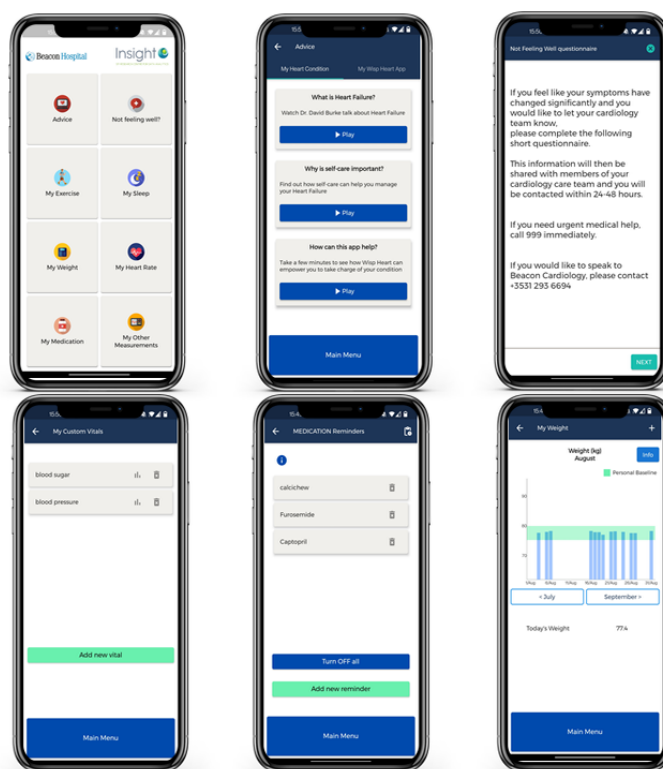 Beacon Hospital
Insight
Advice
Not feeling well?
My Exercise
My Sleep
My Weight
My Heart Rate
My Medication
My Other
Measurements
Advice
My Heart Condition
My Wisp Heart App
What is Heart Failure?
Watch Dr. David Burke talk about Heart Failure
Play
Why is self-care important?
Find out how self-care can help you manage
your Heart Failure
Play
How can this app help?
Take a few minutes to see how Wisp Heart can
empower you to take charge of your condition
Play
Main Menu
Not Feeling Well questionnaire
If you feel like your symptoms have
changed significantly and you
would like to let your cardiology
team know,
please complete the following
short questionnaire.
This information will then be
shared with members of your
cardiology care team and you will
be contacted within 24-48 hours.
If you need urgent medical help,
call 999 immediately.
If you would like to speak to
Beacon Cardiology, please contact
+3531 293 6694
NEXT
My Custom Vitals
blood sugar
blood pressure
Add new vital
Main Menu
MEDICATION Reminders
calcichew
Furosemide
Captopril
Turn OFF all
Add new reminder
Main Menu
My Weight
Weight (kg)
August
Info
Personal Baseline
< July
September >
Today's Weight
77.4
Main Menu